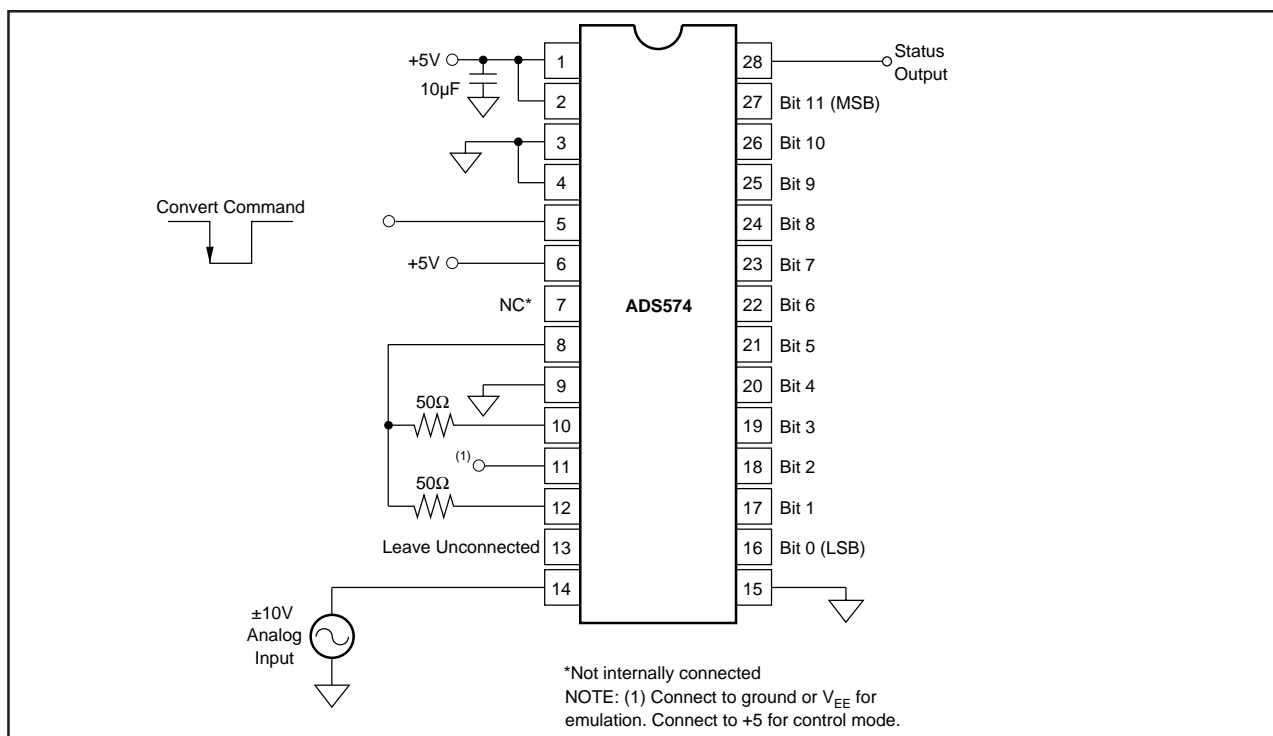 +5V
10µF
Convert Command
+5V
NC*
50Ω
(1)
50Ω
Leave Unconnected
±10V
Analog
Input
1
2
3
4
5
6
7
8
9
10
11
12
13
14
ADS574
28
27
26
25
24
23
22
21
20
19
18
17
16
15
Status
Output
Bit 11 (MSB)
Bit 10
Bit 9
Bit 8
Bit 7
Bit 6
Bit 5
Bit 4
Bit 3
Bit 2
Bit 1
Bit 0 (LSB)
*Not internally connected
NOTE: (1) Connect to ground or VEE for
emulation. Connect to +5 for control mode.